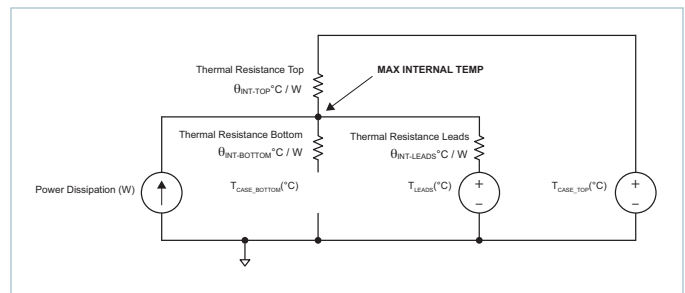 Thermal Resistance Top
θINT-TOP°C / W
MAX INTERNAL TEMP
Thermal Resistance Bottom
θINT-BOTTOM°C / W
Thermal Resistance Leads
θINT-LEADS°C / W
Power Dissipation (W)
TCASE_BOTTOM(°C)
TLEADS(°C)
TCASE_TOP(°C)
+
–
+
–